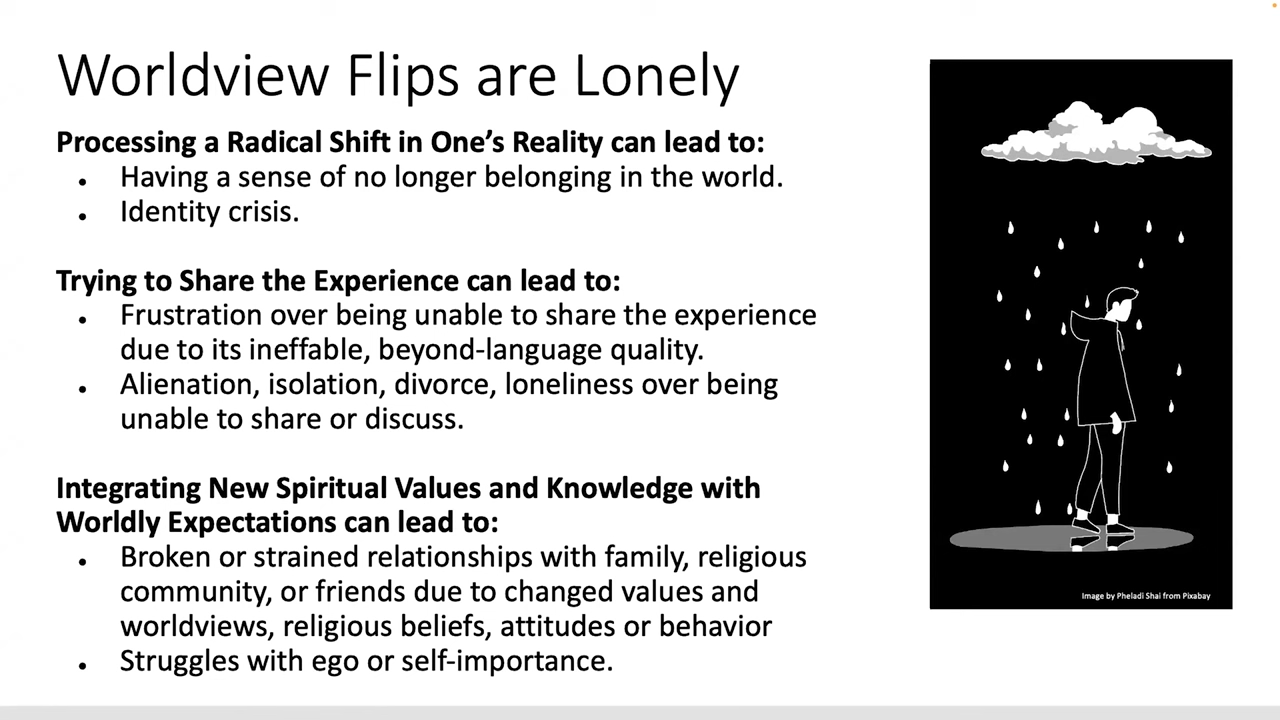 Worldview Flips are Lonely
Processing a Radical Shift in One’s Reality can lead to:
• Having a sense of no longer belonging in the world.
• Identity crisis.
Trying to Share the Experience can lead to:
• Frustration over being unable to share the experience
due to its ineffable, beyond-language quality.
• Alienation, isolation, divorce, loneliness over being
unable to share or discuss.
Integrating New Spiritual Values and Knowledge with
Worldly Expectations can lead to:
• Broken or strained relationships with family, religious
community, or friends due to changed values and
worldviews, religious beliefs, attitudes or behavior
• Struggles with ego or self-importance.
Image by Pheladi Shai from Pixabay